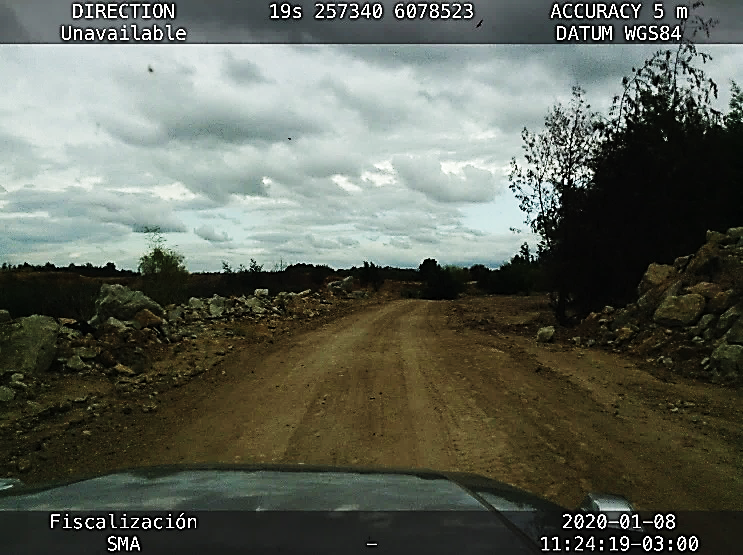 DIRECTION
Unavailable
19s 257340 6078523
ACCURACY 5 m
DATUM WGS84
Fiscalización
SMA
–
2020-01-08
11:24:19-03:00